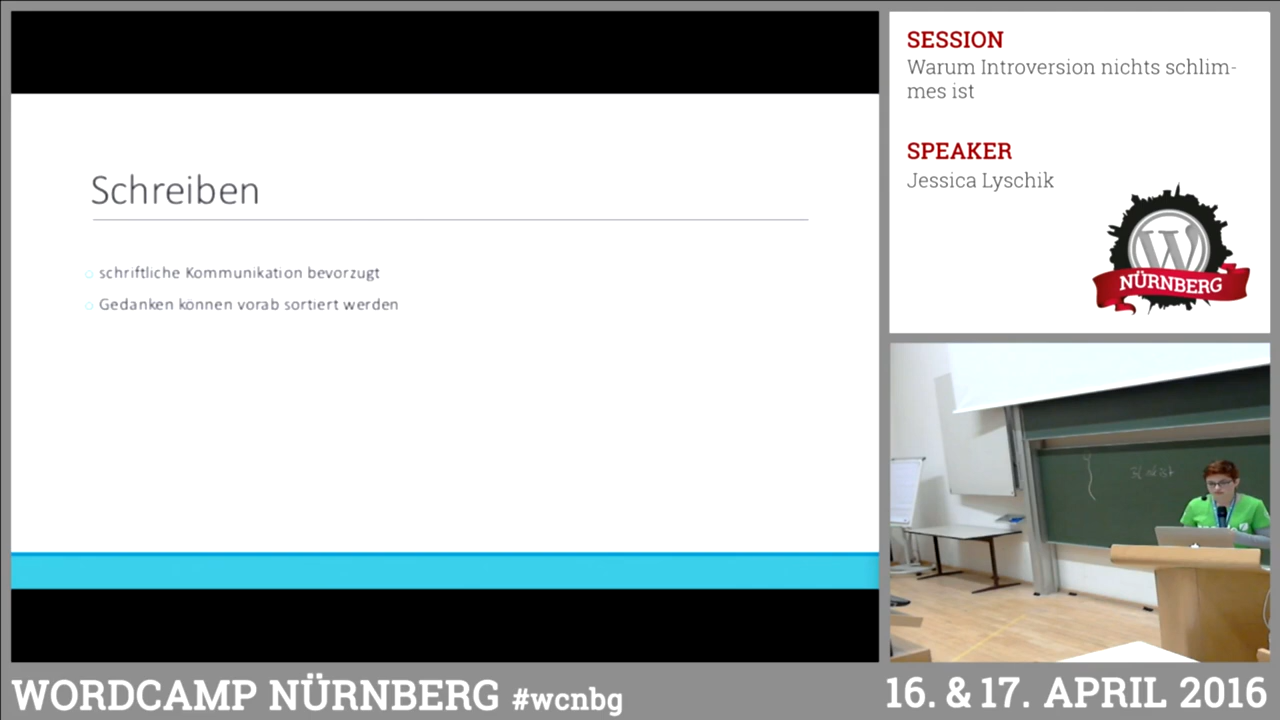 Schreiben
schriftliche Kommunikation bevorzugt
Gedanken können vorab sortiert werden
SESSION
Warum Introversion nichts schlim-
mes ist
SPEAKER
Jessica Lyschik
NÜRNBERG
WORDCAMP NÜRNBERG #wcnbg
16. & 17. APRIL 2016